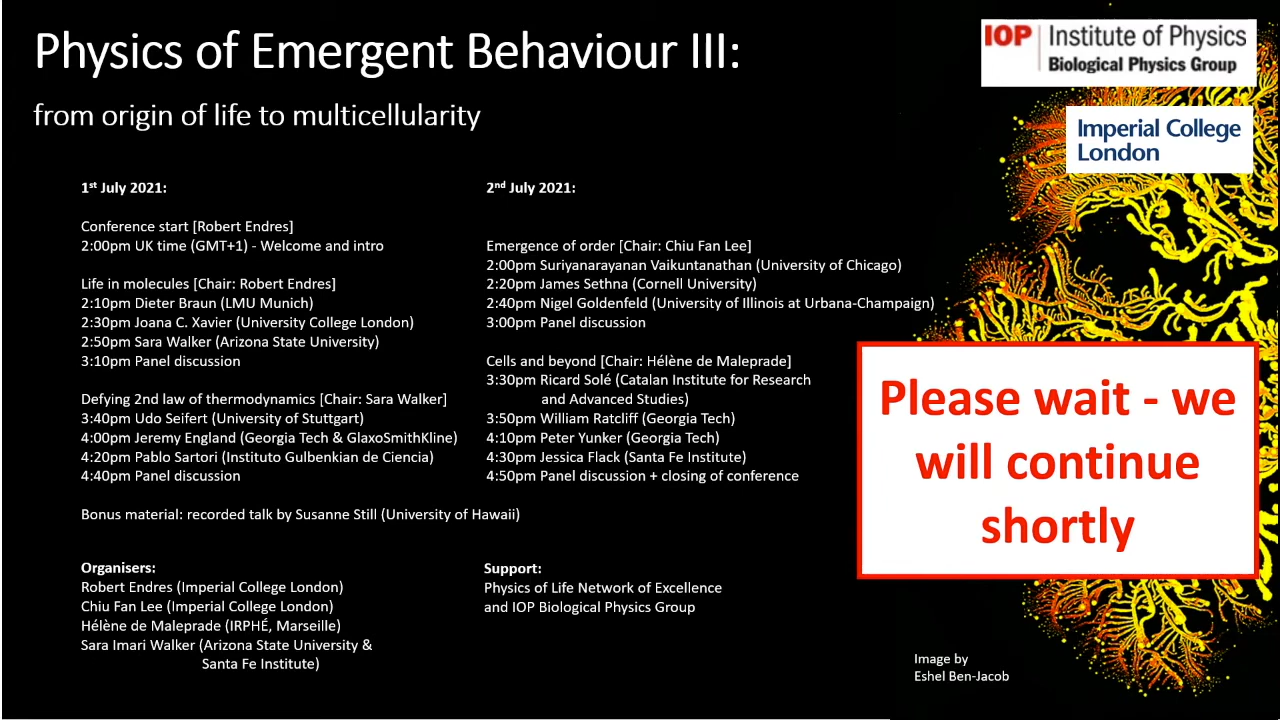 Physics of Emergent Behaviour III:
from origin of life to multicellularity
IOP Institute of Physics
Biological Physics Group
Imperial College
London
1st July 2021:
Conference start [Robert Endres]
2:00pm UK time (GMT+1) - Welcome and intro
Life in molecules [Chair: Robert Endres]
2:10pm Dieter Braun (LMU Munich)
2:30pm Joana C. Xavier (University College London)
2:50pm Sara Walker (Arizona State University)
3:10pm Panel discussion
Defying 2nd law of thermodynamics [Chair: Sara Walker]
3:40pm Udo Seifert (University of Stuttgart)
4:00pm Jeremy England (Georgia Tech & GlaxoSmithKline)
4:20pm Pablo Sartori (Instituto Gulbenkian de Ciencia)
4:40pm Panel discussion
Bonus material: recorded talk by Susanne Still (University of Hawaii)
2nd July 2021:
Emergence of order [Chair: Chiu Fan Lee]
2:00pm Suriyanarayanan Vaikuntanathan (University of Chicago)
2:20pm James Sethna (Cornell University)
2:40pm Nigel Goldenfeld (University of Illinois at Urbana-Champaign)
3:00pm Panel discussion
Cells and beyond [Chair: Hélène de Maleprade]
3:30pm Ricard Solé (Catalan Institute for Research
and Advanced Studies)
3:50pm William Ratcliff (Georgia Tech)
4:10pm Peter Yunker (Georgia Tech)
4:30pm Jessica Flack (Santa Fe Institute)
4:50pm Panel discussion + closing of conference
Please wait - we
will continue
shortly
Organisers:
Robert Endres (Imperial College London)
Chiu Fan Lee (Imperial College London)
Hélène de Maleprade (IRPHÉ, Marseille)
Sara Imari Walker (Arizona State University &
Santa Fe Institute)
Support:
Physics of Life Network of Excellence
and IOP Biological Physics Group
Image by
Eshel Ben-Jacob